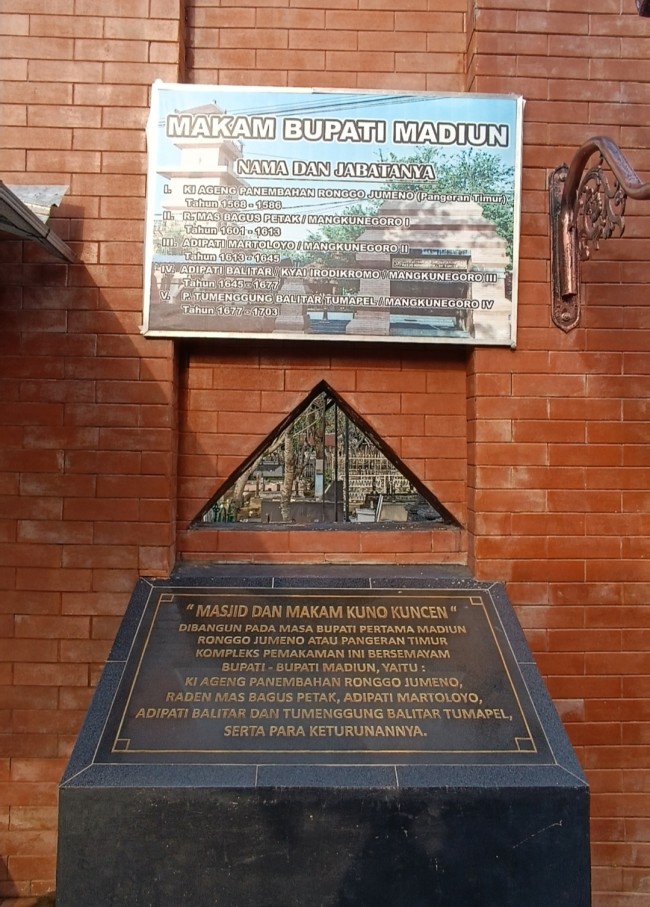 MAKAM BUPATI MADIUN
NAMA DAN JABATANYA
I. KI AGENG PANEMBAHAN RONGGO JUMENO (Pangeran Timur)
Tahun 1568 - 1586
II. R. MAS BAGUS PETAK / MANGKUNEGORO I
Tahun 1601 - 1613
III. ADIPATI MARTOLOYO / MANGKUNEGORO II
Tahun 1613 - 1645
IV. ADIPATI BALITAR / KYAI IRODIKROMO / MANGKUNEGORO III
Tahun 1645 - 1677
V. P. TUMENGGUNG BALITAR TUMAPEL / MANGKUNEGORO IV
Tahun 1677 - 1703
" MASJID DAN MAKAM KUNO KUNCEN "
DIBANGUN PADA MASA BUPATI PERTAMA MADIUN
RONGGO JUMENO ATAU PANGERAN TIMUR
KOMPLEKS PEMAKAMAN INI BERSEMAYAM
BUPATI - BUPATI MADIUN, YAITU :
KI AGENG PANEMBAHAN RONGGO JUMENO,
RADEN MAS BAGUS PETAK, ADIPATI MARTOLOYO,
ADIPATI BALITAR DAN TUMENGGUNG BALITAR TUMAPEL,
SERTA PARA KETURUNANNYA.